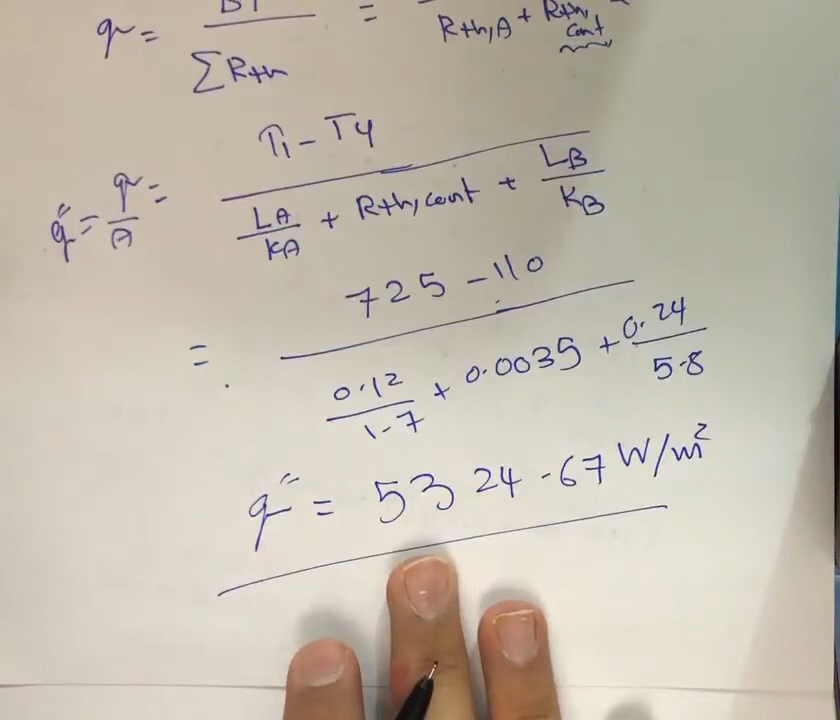 q = ΔT / ΣRth = / Rth,A + Rth, cont
q̋ = q/A = T1 - T4 / LA/KA + Rth,cont + LB/KB
= 725 - 110 / 0.12/1.7 + 0.0035 + 0.24/5.8
q̋ = 5324.67 W/m²